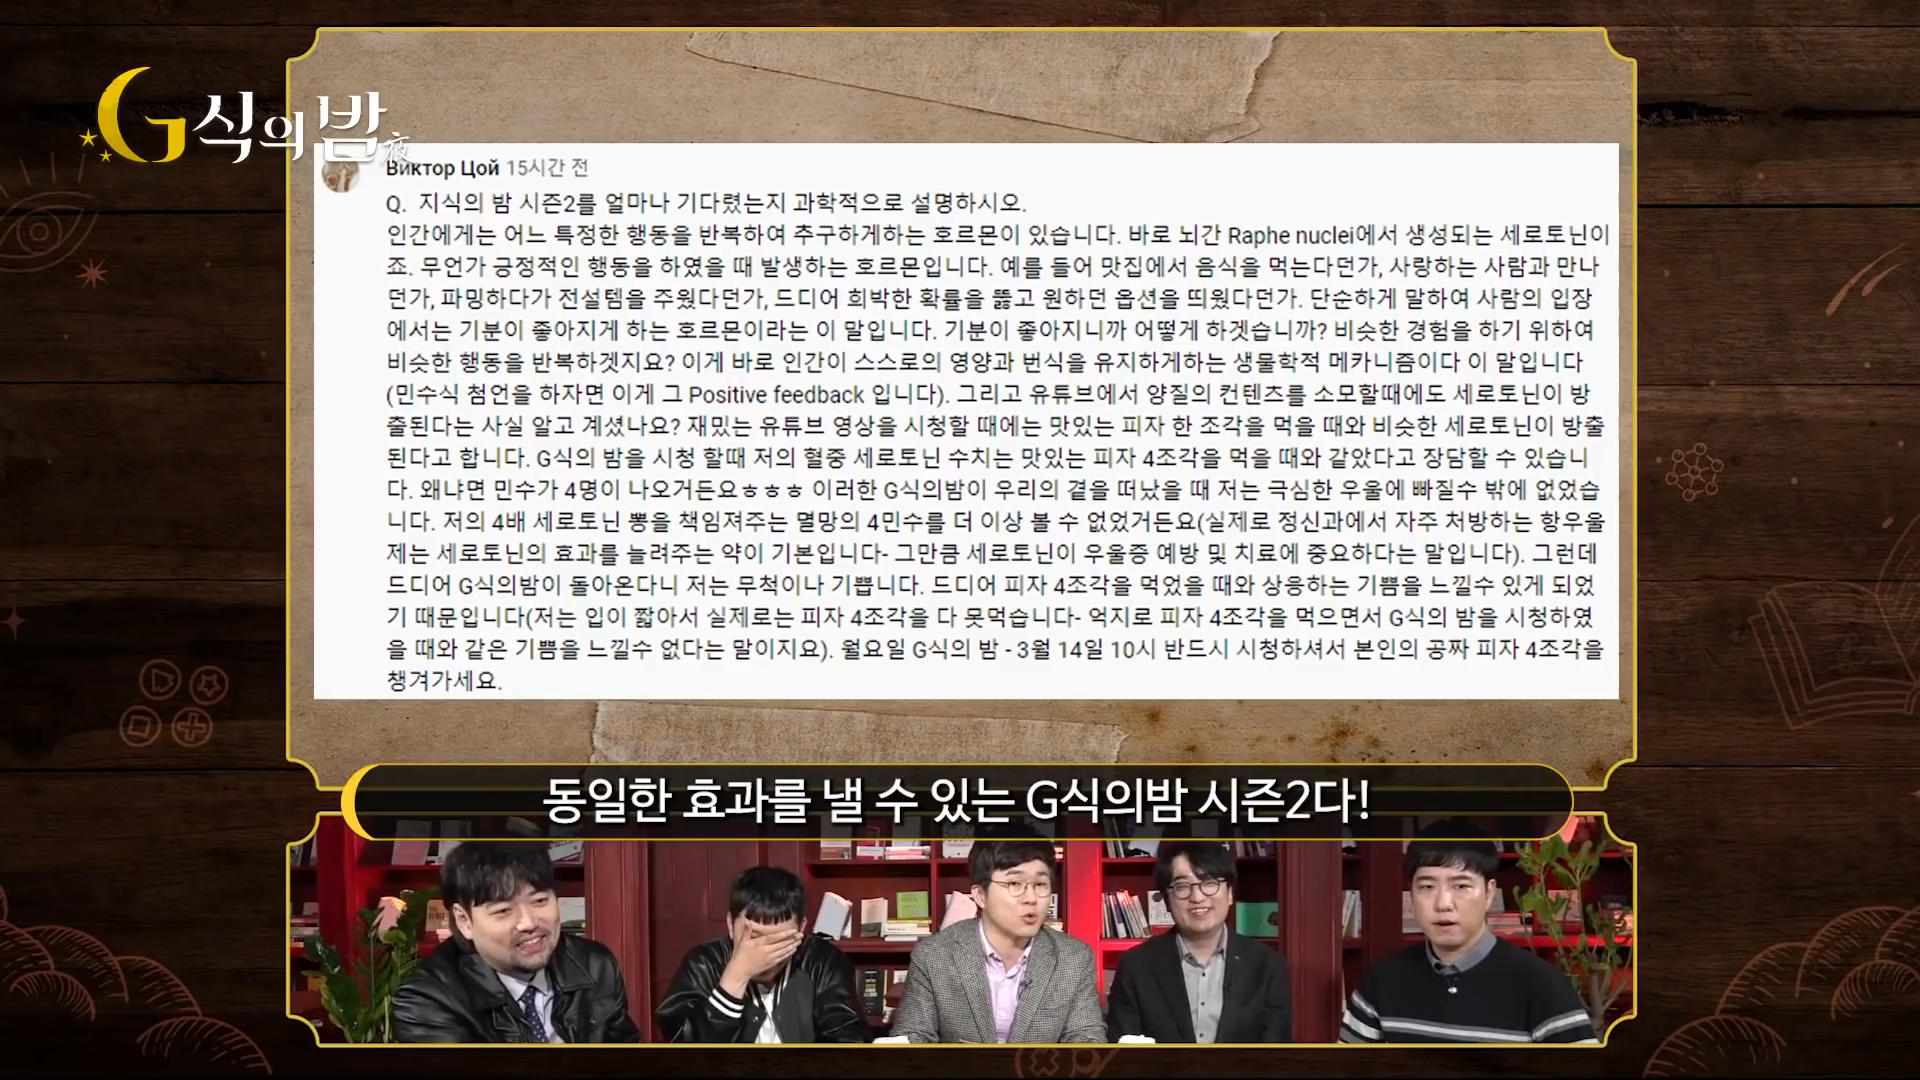 G식의밤夜
Виктор Цой 15시간 전
Q. 지식의 밤 시즌2를 얼마나 기다렸는지 과학적으로 설명하시오.
인간에게는 어느 특정한 행동을 반복하여 추구하게하는 호르몬이 있습니다. 바로 뇌간 Raphe nuclei에서 생성되는 세로토닌이
죠. 무언가 긍정적인 행동을 하였을 때 발생하는 호르몬입니다. 예를 들어 맛집에서 음식을 먹는다던가, 사랑하는 사람과 만나
던가, 파밍하다가 전설템을 주웠다던가, 드디어 희박한 확률을 뚫고 원하던 옵션을 띄웠다던가. 단순하게 말하여 사람의 입장
에서는 기분이 좋아지게 하는 호르몬이라는 이 말입니다. 기분이 좋아지니까 어떻게 하겟습니까? 비슷한 경험을 하기 위하여
비슷한 행동을 반복하겟지요? 이게 바로 인간이 스스로의 영양과 번식을 유지하게하는 생물학적 메카니즘이다 이 말입니다
(민수식 첨언을 하자면 이게 그 Positive feedback 입니다). 그리고 유튜브에서 양질의 컨텐츠를 소모할때에도 세로토닌이 방
출된다는 사실 알고 계셨나요? 재밌는 유튜브 영상을 시청할 때에는 맛있는 피자 한 조각을 먹을 때와 비슷한 세로토닌이 방출
된다고 합니다. G식의 밤을 시청 할때 저의 혈중 세로토닌 수치는 맛있는 피자 4조각을 먹을 때와 같았다고 장담할 수 있습니
다. 왜냐면 민수가 4명이 나오거든요ㅎㅎㅎ 이러한 G식의밤이 우리의 곁을 떠났을 때 저는 극심한 우울에 빠질수 밖에 없었습
니다. 저의 4배 세로토닌 뽕을 책임져주는 멸망의 4민수를 더 이상 볼 수 없었거든요(실제로 정신과에서 자주 처방하는 항우울
제는 세로토닌의 효과를 늘려주는 약이 기본입니다- 그만큼 세로토닌이 우울증 예방 및 치료에 중요하다는 말입니다). 그런데
드디어 G식의밤이 돌아온다니 저는 무척이나 기쁩니다. 드디어 피자 4조각을 먹었을 때와 상응하는 기쁨을 느낄수 있게 되었
기 때문입니다(저는 입이 짧아서 실제로는 피자 4조각을 다 못먹습니다- 억지로 피자 4조각을 먹으면서 G식의 밤을 시청하였
을 때와 같은 기쁨을 느낄수 없다는 말이지요). 월요일 G식의 밤 - 3월 14일 10시 반드시 시청하셔서 본인의 공짜 피자 4조각을
챙겨가세요.
동일한 효과를 낼 수 있는 G식의밤 시즌2다!